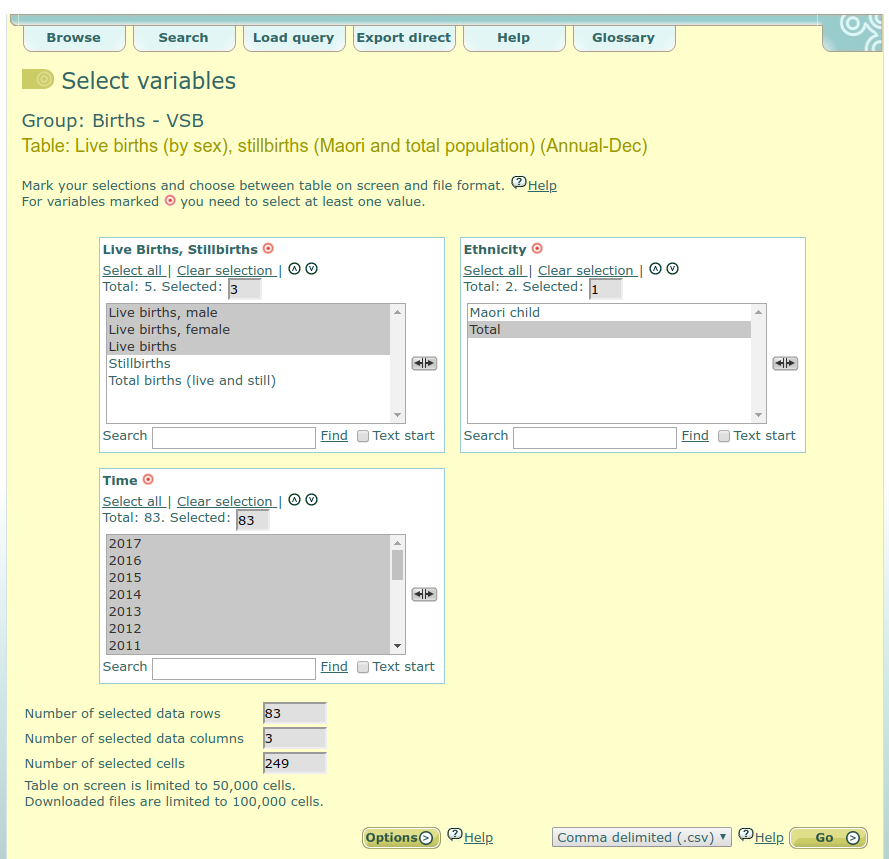 Browse Search Load query Export direct Help Glossary
Select variables
Group: Births - VSB
Table: Live births (by sex), stillbirths (Maori and total population) (Annual-Dec)
Mark your selections and choose between table on screen and file format. Help
For variables marked you need to select at least one value.
Live Births, Stillbirths
Select all | Clear selection |
Total: 5. Selected: 3
Live births, male
Live births, female
Live births
Stillbirths
Total births (live and still)
Search Find Text start
Ethnicity
Select all | Clear selection |
Total: 2. Selected: 1
Maori child
Total
Search Find Text start
Time
Select all | Clear selection |
Total: 83. Selected: 83
2017
2016
2015
2014
2013
2012
2011
Search Find Text start
Number of selected data rows 83
Number of selected data columns 3
Number of selected cells 249
Table on screen is limited to 50,000 cells.
Downloaded files are limited to 100,000 cells.
Options Help Comma delimited (.csv) Help Go